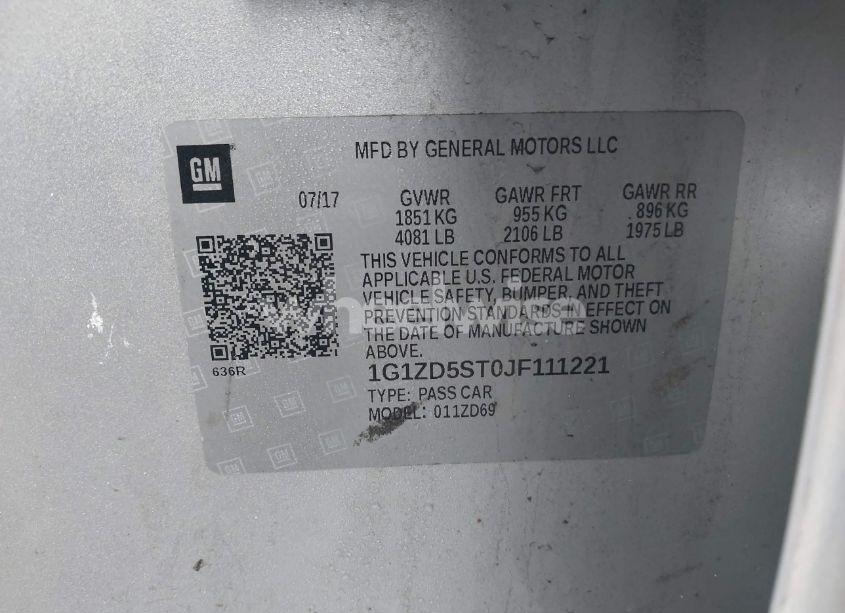 GM
MFD BY GENERAL MOTORS LLC
07/17 GVWR GAWR FRT GAWR RR
1851 KG 955 KG 896 KG
4081 LB 2106 LB 1975 LB
THIS VEHICLE CONFORMS TO ALL
APPLICABLE U.S. FEDERAL MOTOR
VEHICLE SAFETY, BUMPER, AND THEFT
PREVENTION STANDARDS IN EFFECT ON
THE DATE OF MANUFACTURE SHOWN
ABOVE.
636R
1G1ZD5ST0JF111221
TYPE: PASS CAR
MODEL: 011ZD69